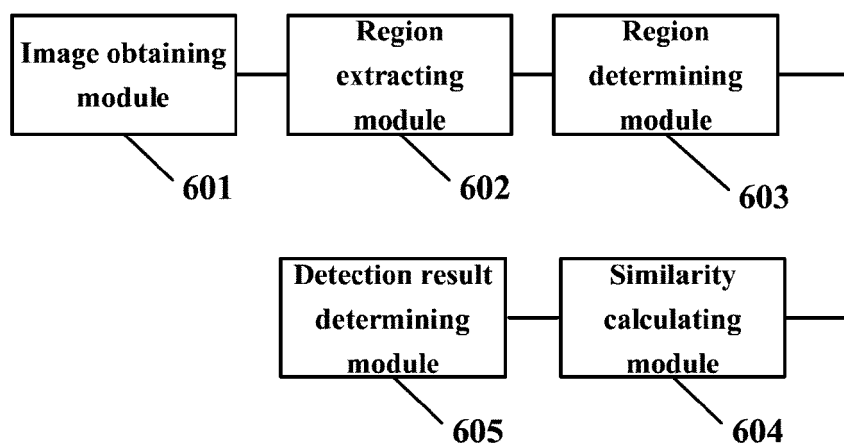 Image obtaining
module
601
Region
extracting
module
602
Region
determining
module
603
Detection result
determining
module
605
Similarity
calculating
module
604